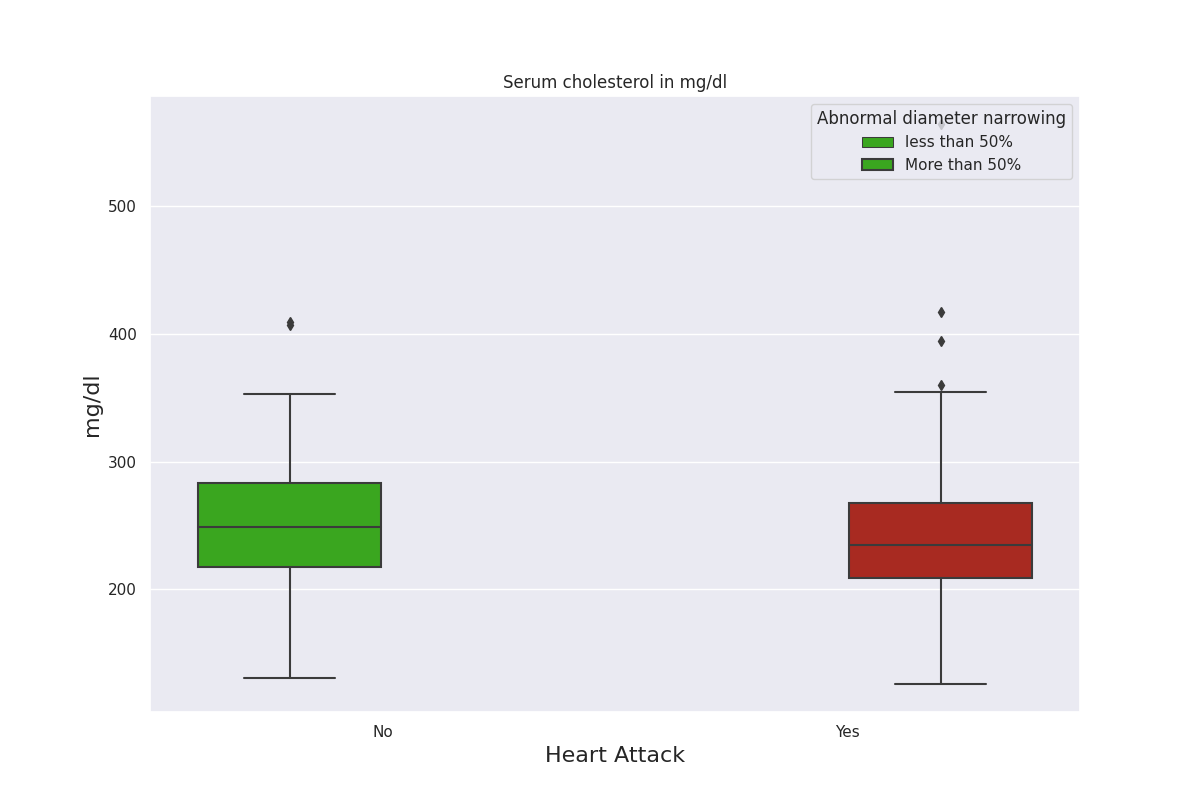 Serum cholesterol in mg/dl
Abnormal diameter narrowing
less than 50%
More than 50%
500
400
300
200
mg/dl
No
Yes
Heart Attack